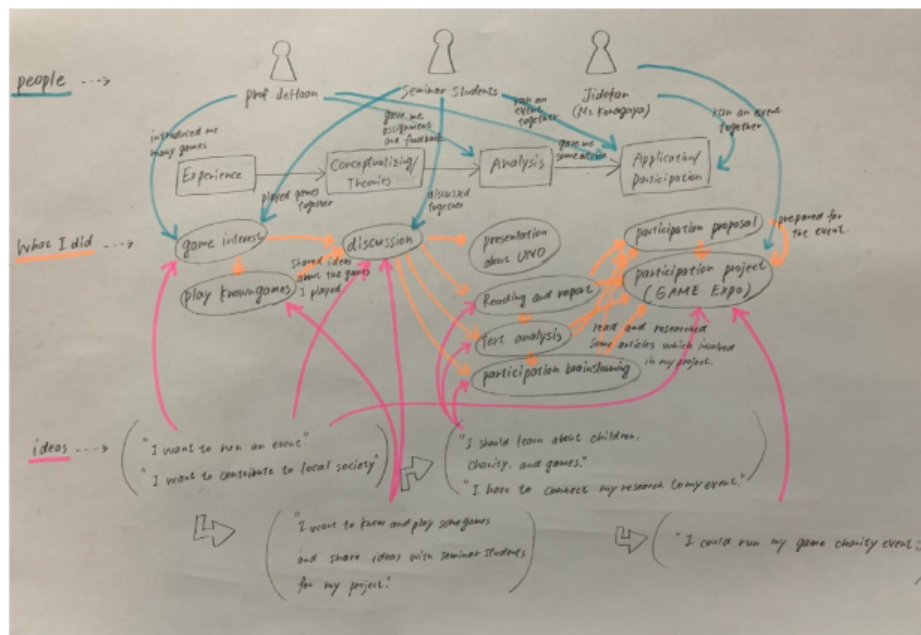 people
prof deHaan
Seminar Students
Jidokan
(Ms. Kanagaya)
introduced me
many games
gave me
assignment
and feedback
ran an
event
together
gave me
ran an event
together
Experience
Conceptualizing/
Theories
Analysis
Application/
Participation
played games
together
discussed
together
What I did
game interest
discussion
presentation
about UNO
participation proposal
prepared for
the event.
play known games
shared ideas
about the games
I played.
Reading and report
participation project
(GAME Expo)
text analysis
read and researched
some articles which involved
in my project.
participation brainstorming
ideas
"I want to run an event."
"I want to contribute to local society"
"I should learn about children,
charity, and games."
"I have to connect my research to my event."
"I want to know and play some games
and share ideas with seminar students
for my project."
"I could run my game charity event